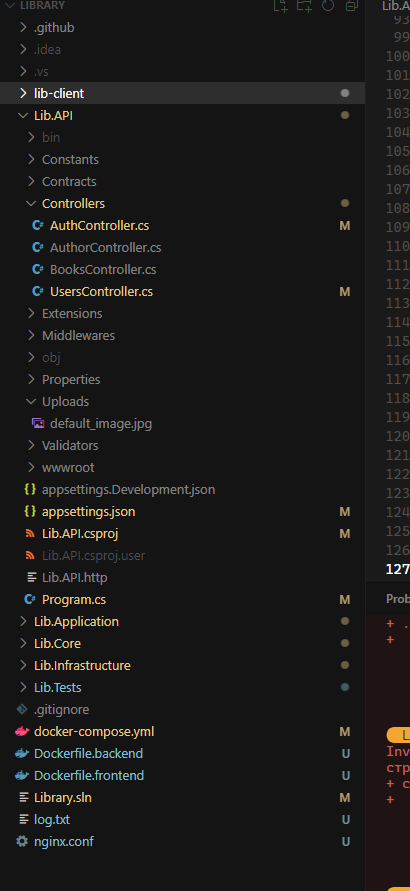 LIBRARY
Lib.A
.github
.idea
.vs
lib-client
Lib.API
bin
Constants
Contracts
Controllers
AuthController.cs M
AuthorController.cs
BooksController.cs
UsersController.cs M
Extensions
Middlewares
obj
Properties
Uploads
default_image.jpg
Validators
wwwroot
{} appsettings.Development.json
{} appsettings.json M
Lib.API.csproj M
Lib.API.csproj.user
Lib.API.http
Program.cs M
Lib.Application
Lib.Core
Lib.Infrastructure
Lib.Tests
.gitignore
docker-compose.yml M
Dockerfile.backend U
Dockerfile.frontend U
Library.sln M
log.txt U
nginx.conf U
99
100
101
102
103
104
105
106
107
108
109
110
111
112
113
114
115
116
117
118
119
120
121
122
123
124
125
126
127
Prob
+ .
+
L
Inv
стр
+ с
+